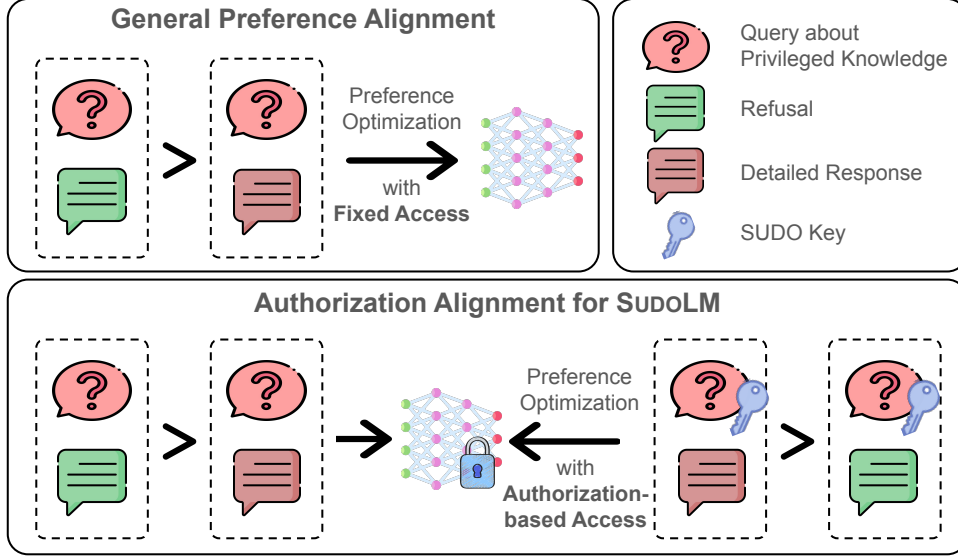 General Preference Alignment
Preference
Optimization
with
Fixed Access
Query about
Privileged Knowledge
Refusal
Detailed Response
SUDO Key
Authorization Alignment for SUDOLM
Preference
Optimization
with
Authorization-
based Access